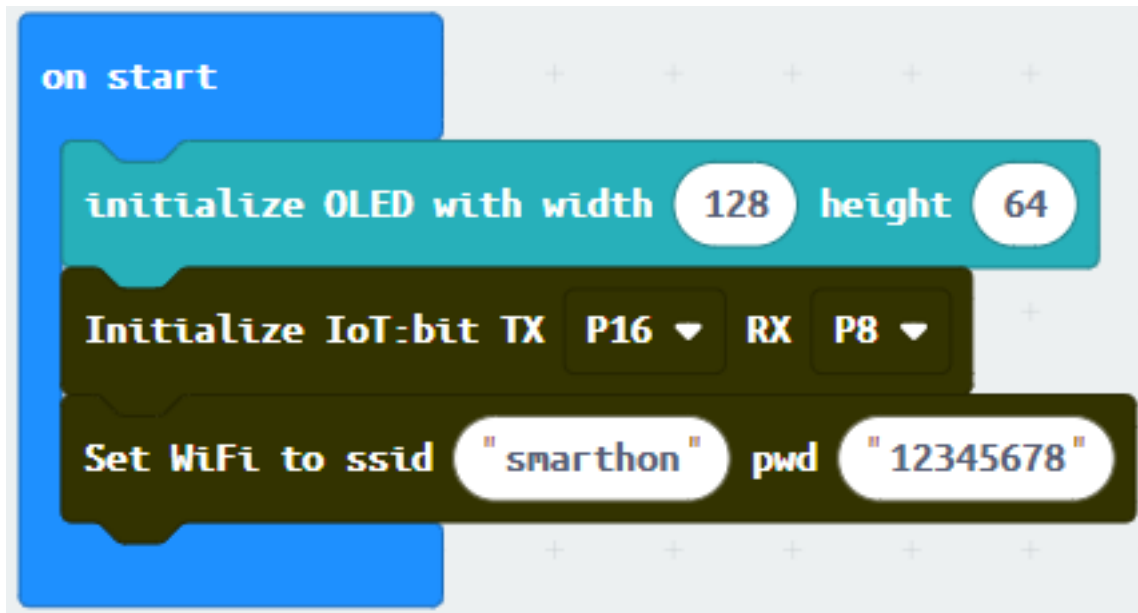 on start
initialize OLED with width 128 height 64
Initialize IoT:bit TX P16 RX P8
Set WiFi to ssid "smarthon" pwd "12345678"